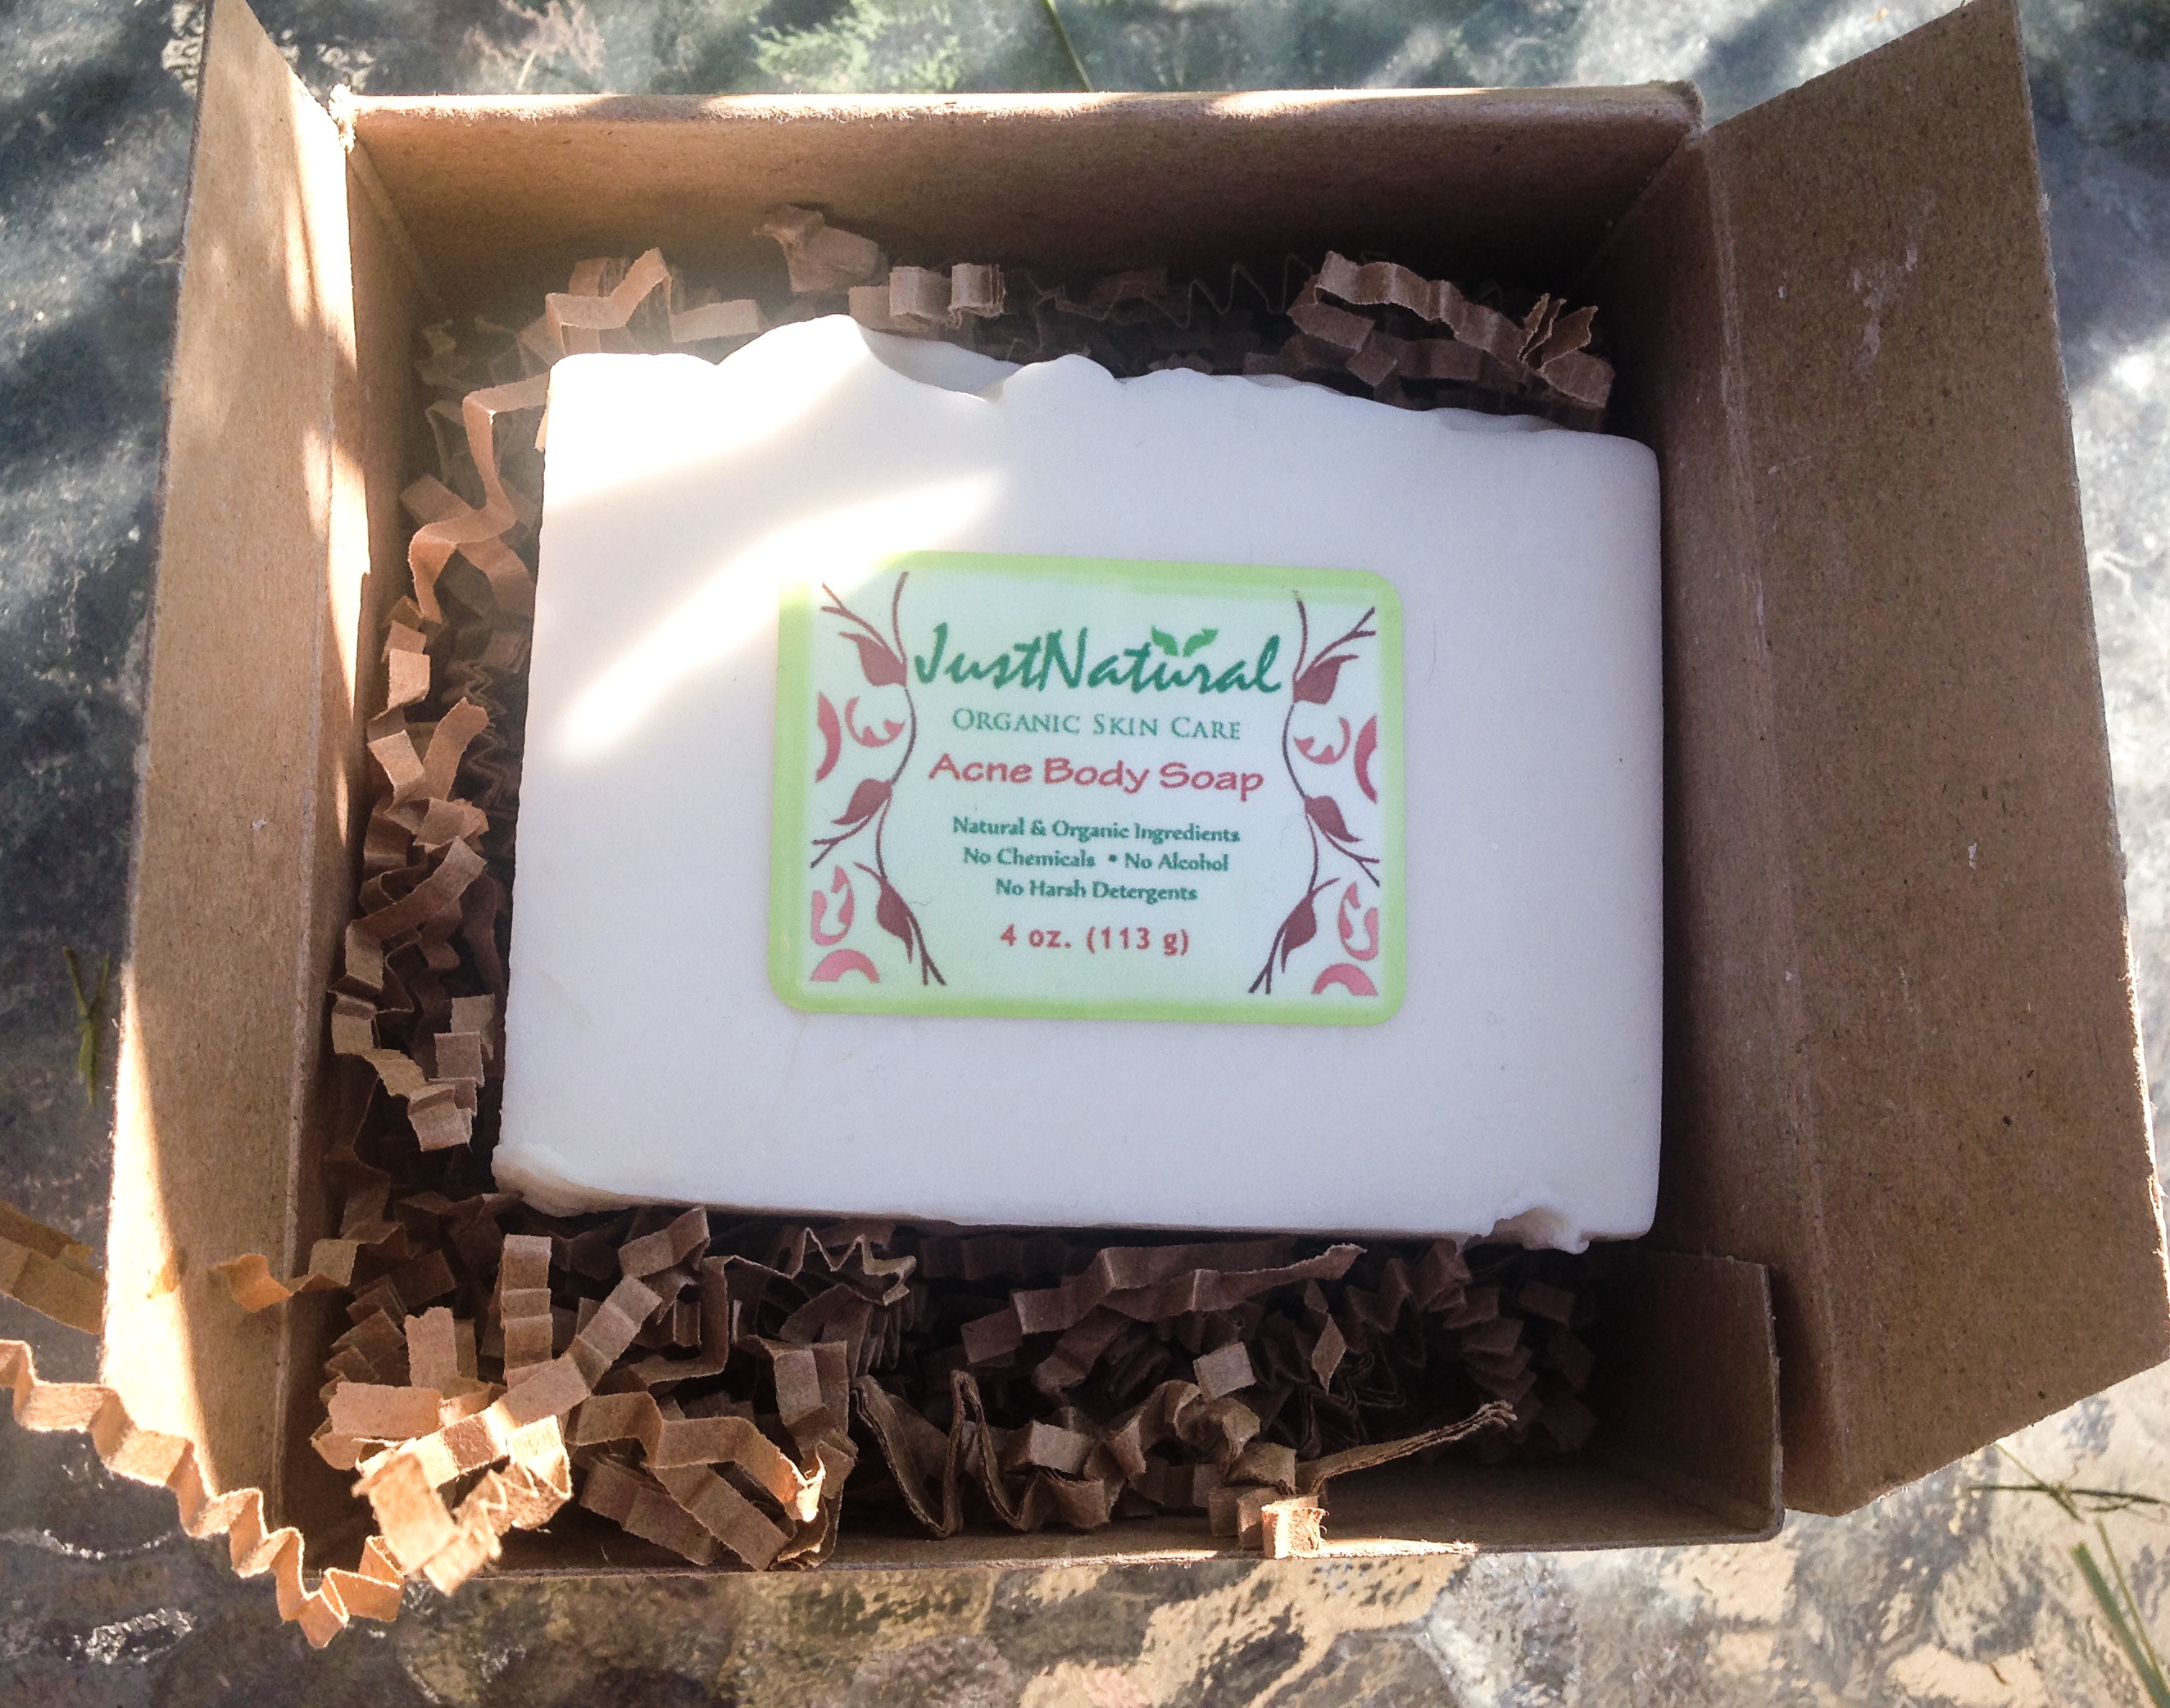 JustNatural
Organic Skin Care
Acne Body Soap
Natural & Organic Ingredients
No Chemicals • No Alcohol
No Harsh Detergents
4 oz. (113 g)